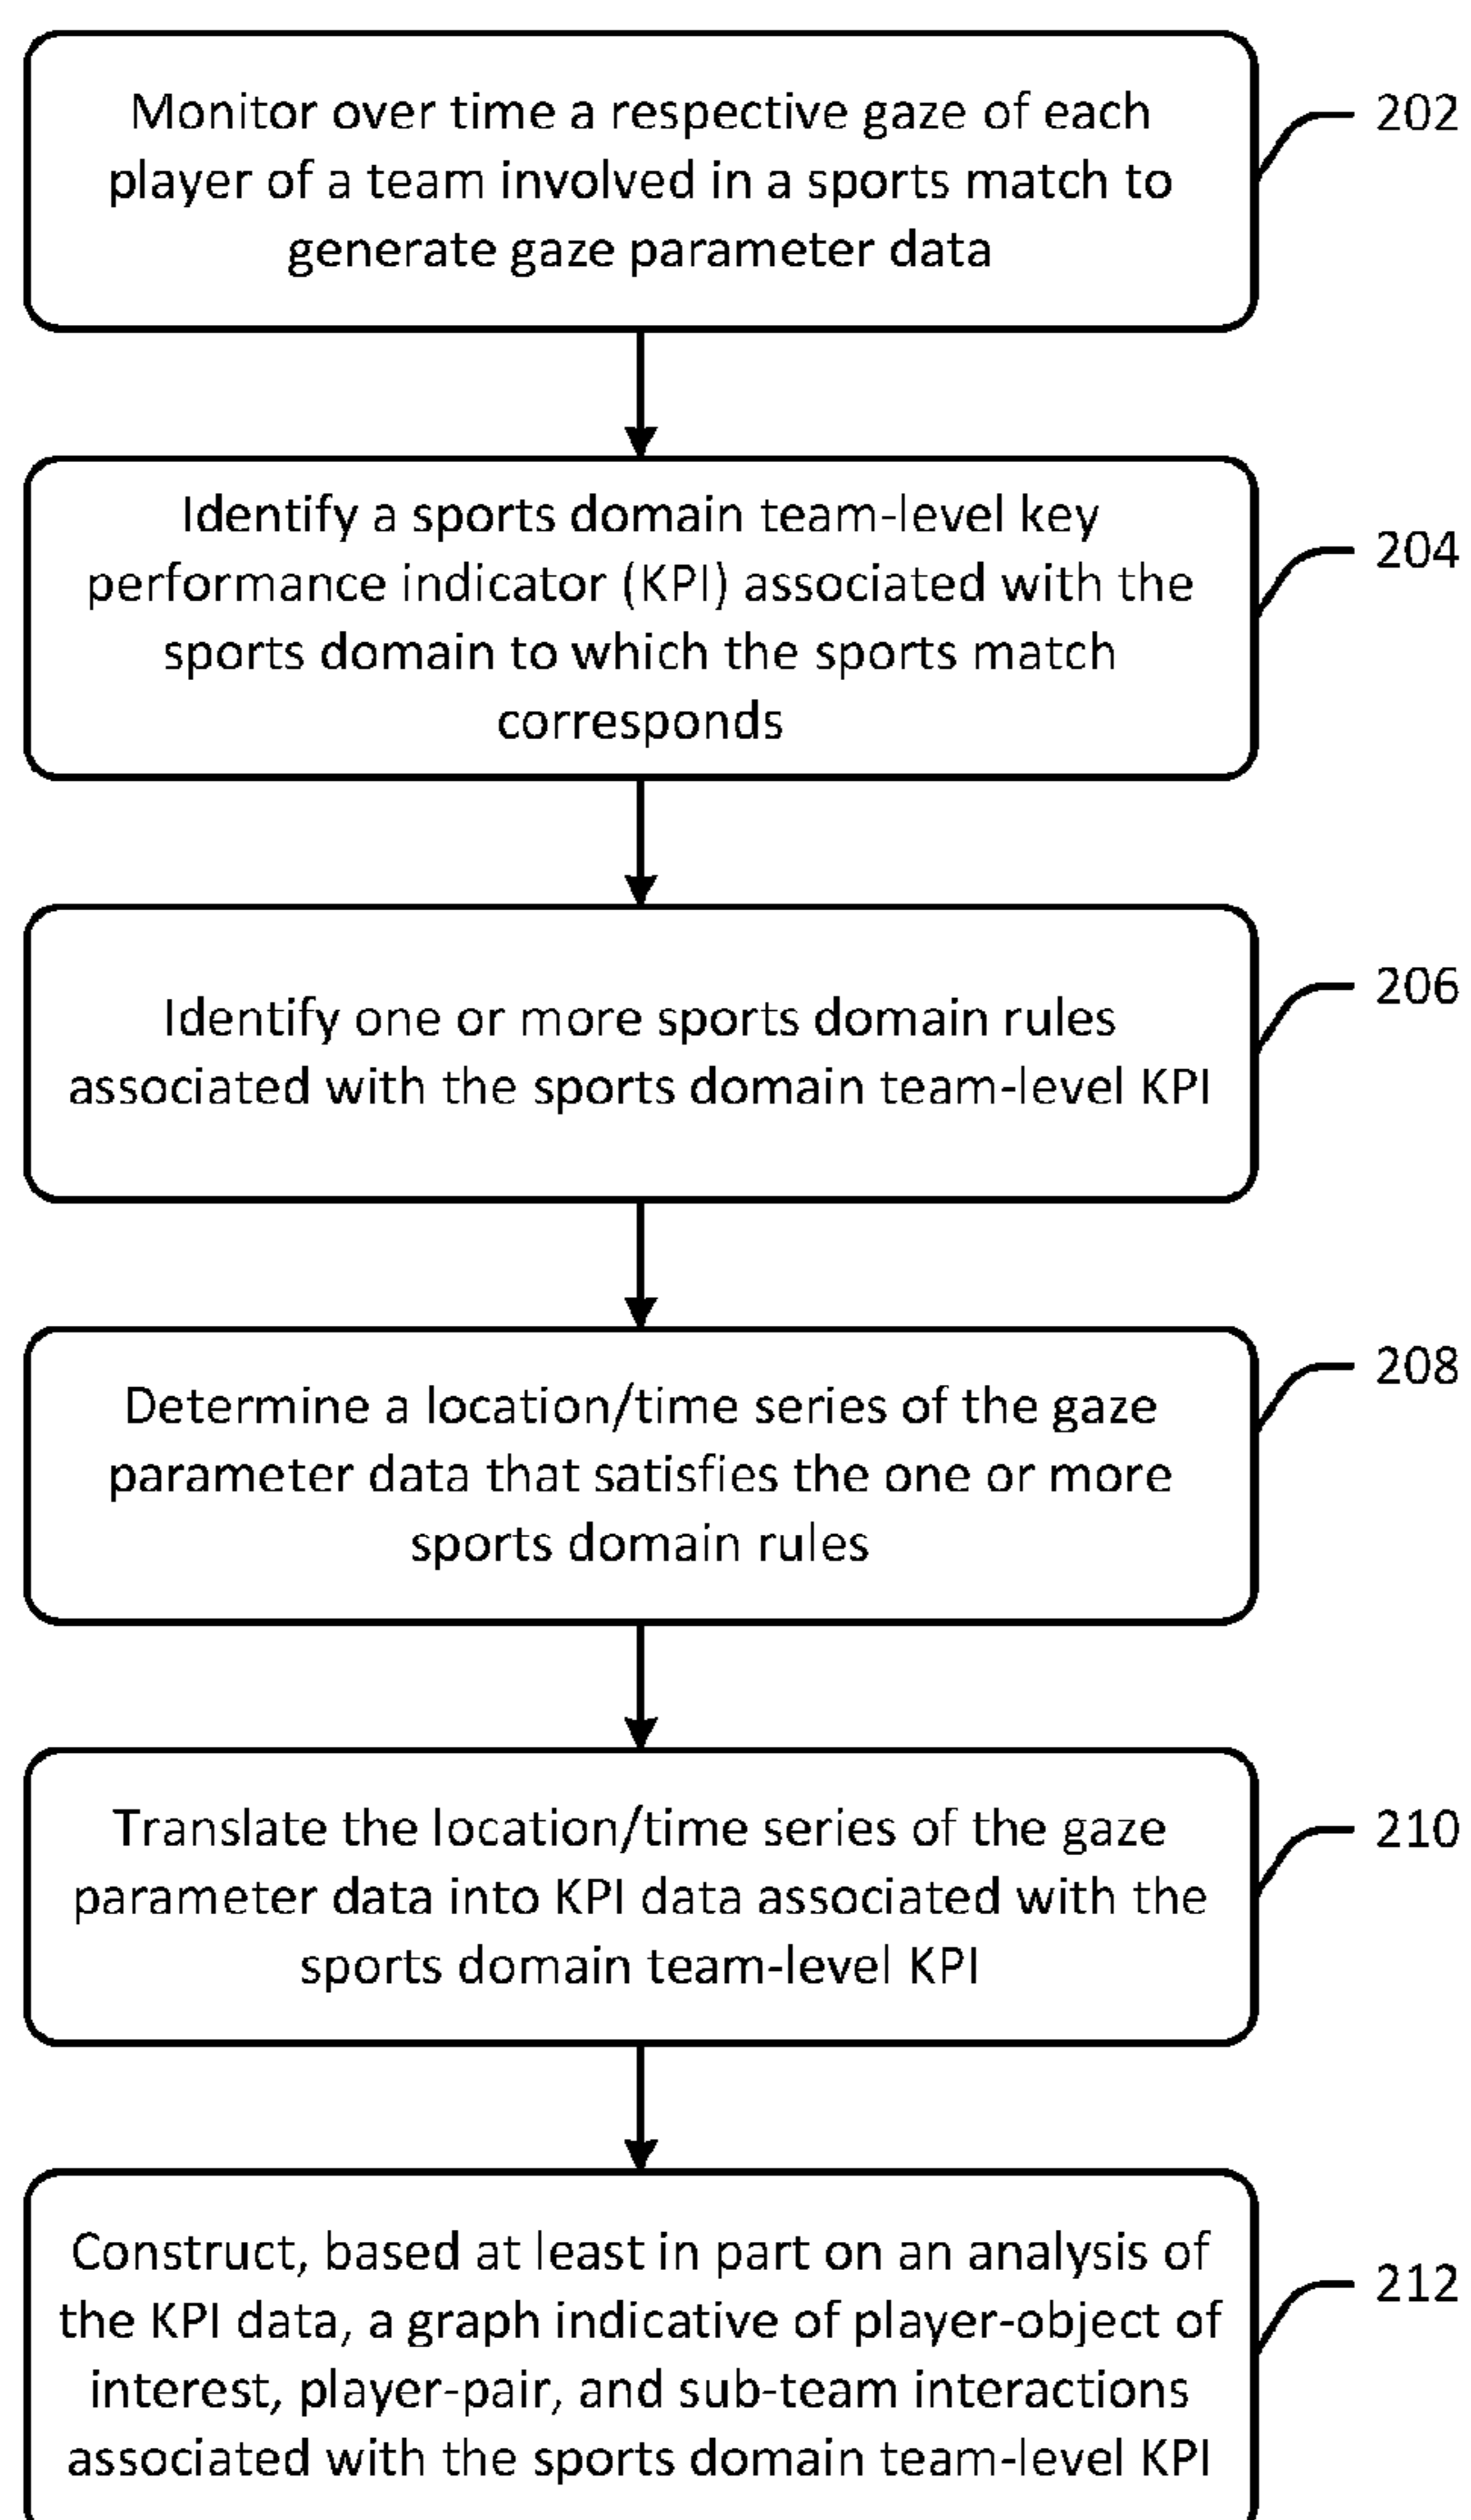 Monitor over time a respective gaze of each
player of a team involved in a sports match to
generate gaze parameter data
202
Identify a sports domain team-level key
performance indicator (KPI) associated with the
sports domain to which the sports match
corresponds
204
Identify one or more sports domain rules
associated with the sports domain team-level KPI
206
Determine a location/time series of the gaze
parameter data that satisfies the one or more
sports domain rules
208
Translate the location/time series of the gaze
parameter data into KPI data associated with the
sports domain team-level KPI
210
Construct, based at least in part on an analysis of
the KPI data, a graph indicative of player-object of
interest, player-pair, and sub-team interactions
associated with the sports domain team-level KPI
212